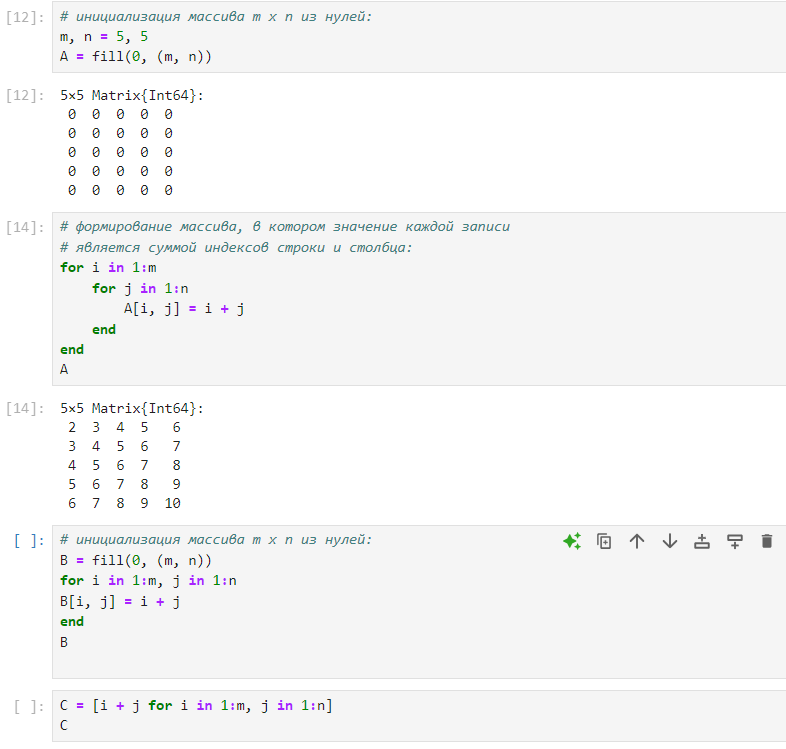 [12]: # инициализация массива m x n из нулей:
m, n = 5, 5
A = fill(0, (m, n))
[12]: 5×5 Matrix{Int64}:
0 0 0 0 0
0 0 0 0 0
0 0 0 0 0
0 0 0 0 0
0 0 0 0 0
[14]: # формирование массива, в котором значение каждой записи
# является суммой индексов строки и столбца:
for i in 1:m
    for j in 1:n
        A[i, j] = i + j
    end
end
A
[14]: 5×5 Matrix{Int64}:
2 3 4 5 6
3 4 5 6 7
4 5 6 7 8
5 6 7 8 9
6 7 8 9 10
[ ]: # инициализация массива m x n из нулей:
B = fill(0, (m, n))
for i in 1:m, j in 1:n
B[i, j] = i + j
end
B
[ ]: C = [i + j for i in 1:m, j in 1:n]
C